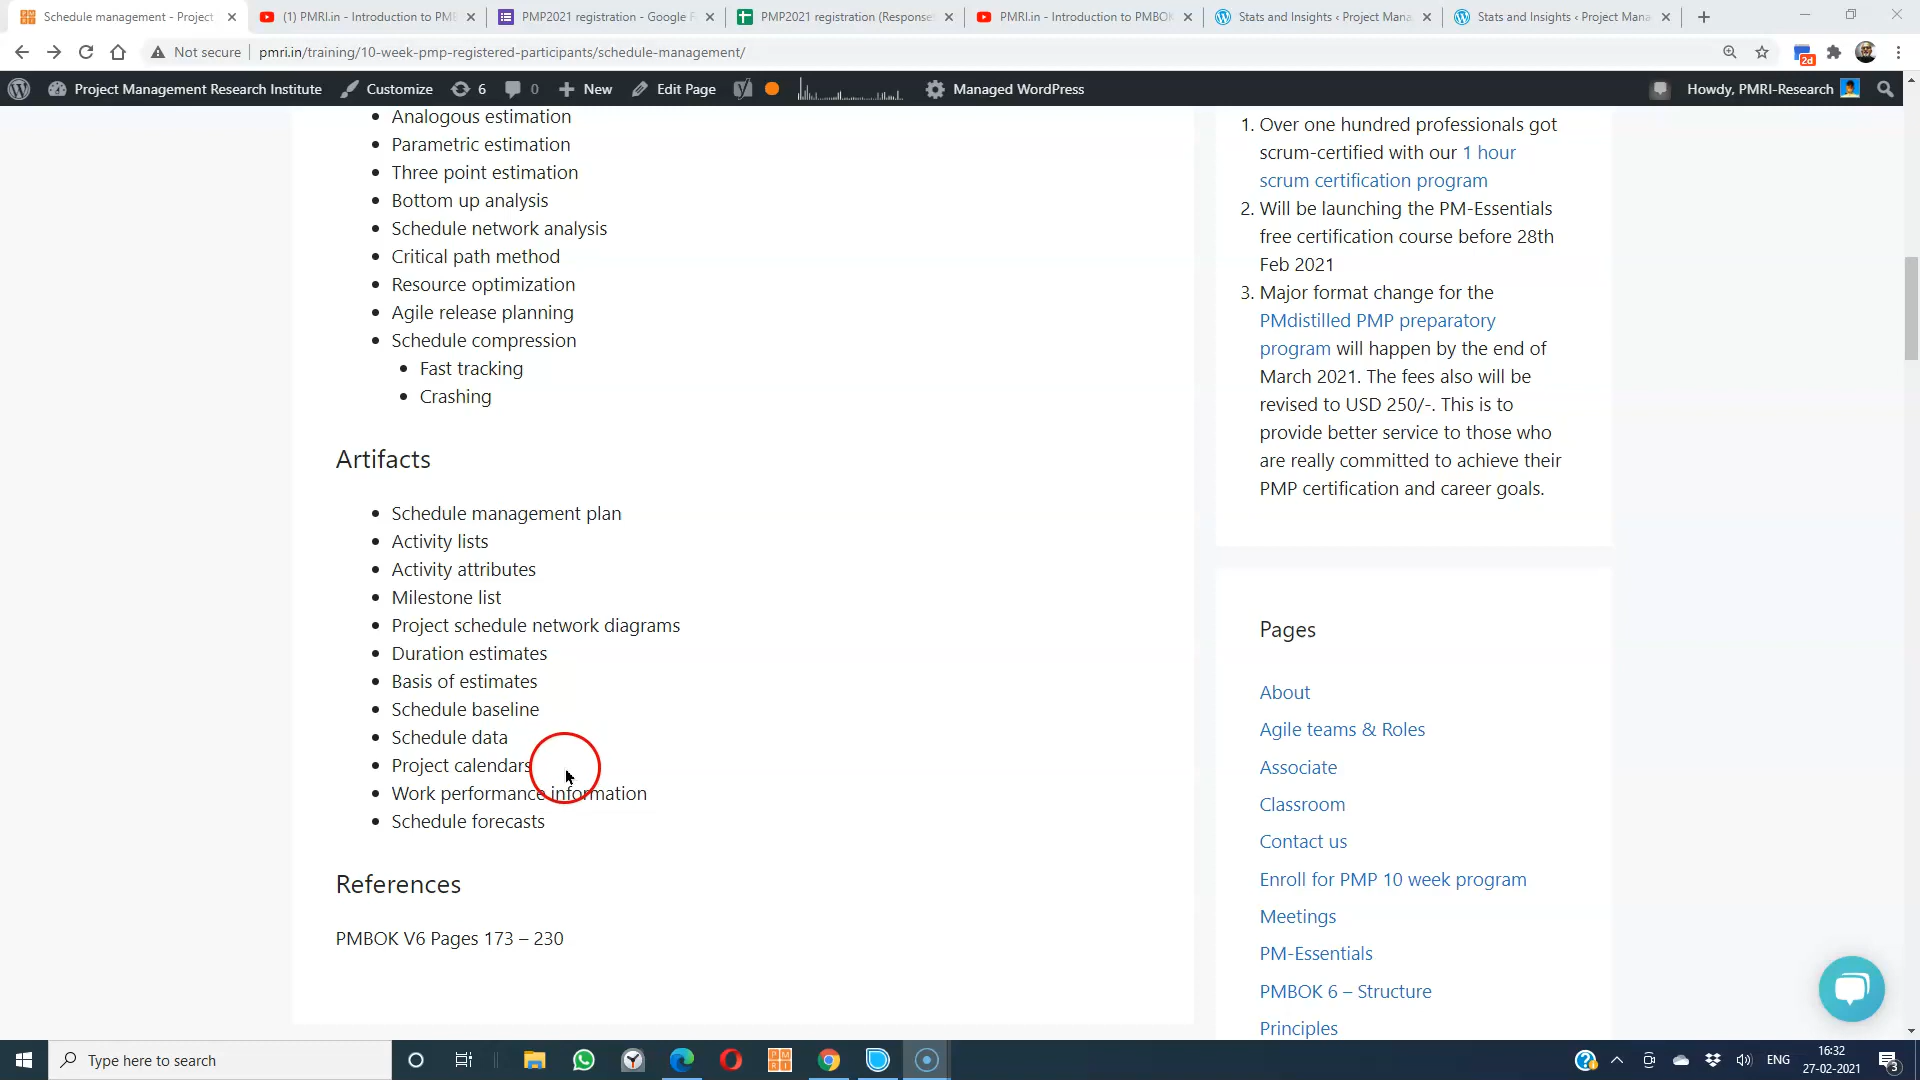 Schedule management - Project
(1) PMRI.in - Introduction to PMB
PMP2021 registration - Google F
PMP2021 registration (Response
PMRI.in - Introduction to PMBOK
Stats and Insights ‹ Project Mana
Stats and Insights ‹ Project Mana
Not secure
pmri.in/training/10-week-pmp-registered-participants/schedule-management/
2d
Project Management Research Institute
Customize
6
0
New
Edit Page
Managed WordPress
Howdy, PMRI-Research
Analogous estimation
Parametric estimation
Three point estimation
Bottom up analysis
Schedule network analysis
Critical path method
Resource optimization
Agile release planning
Schedule compression
Fast tracking
Crashing
Artifacts
Schedule management plan
Activity lists
Activity attributes
Milestone list
Project schedule network diagrams
Duration estimates
Basis of estimates
Schedule baseline
Schedule data
Project calendars
Work performance information
Schedule forecasts
References
PMBOK V6 Pages 173 – 230
1. Over one hundred professionals got
scrum-certified with our 1 hour
scrum certification program
2. Will be launching the PM-Essentials
free certification course before 28th
Feb 2021
3. Major format change for the
PMdistilled PMP preparatory
program will happen by the end of
March 2021. The fees also will be
revised to USD 250/-. This is to
provide better service to those who
are really committed to achieve their
PMP certification and career goals.
Pages
About
Agile teams & Roles
Associate
Classroom
Contact us
Enroll for PMP 10 week program
Meetings
PM-Essentials
PMBOK 6 – Structure
Principles
Type here to search
PM
RI
ENG
16:32
27-02-2021
3